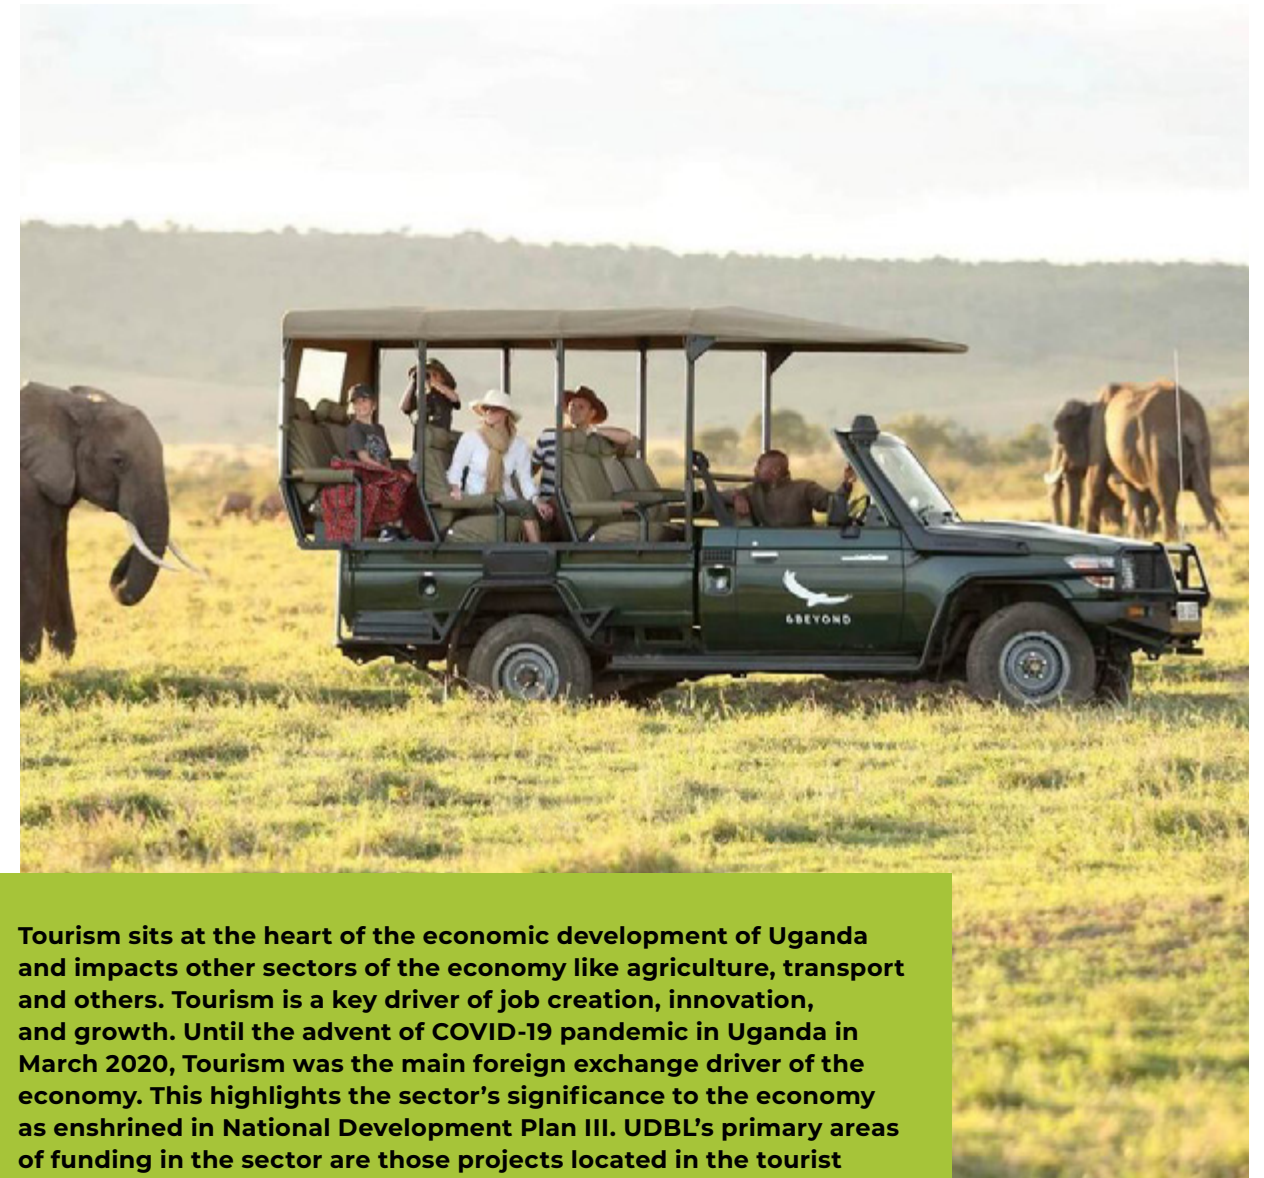 &BEYOND
Tourism sits at the heart of the economic development of Uganda
and impacts other sectors of the economy like agriculture, transport
and others. Tourism is a key driver of job creation, innovation,
and growth. Until the advent of COVID-19 pandemic in Uganda in
March 2020, Tourism was the main foreign exchange driver of the
economy. This highlights the sector’s significance to the economy
as enshrined in National Development Plan III. UDBL’s primary areas
of funding in the sector are those projects located in the tourist